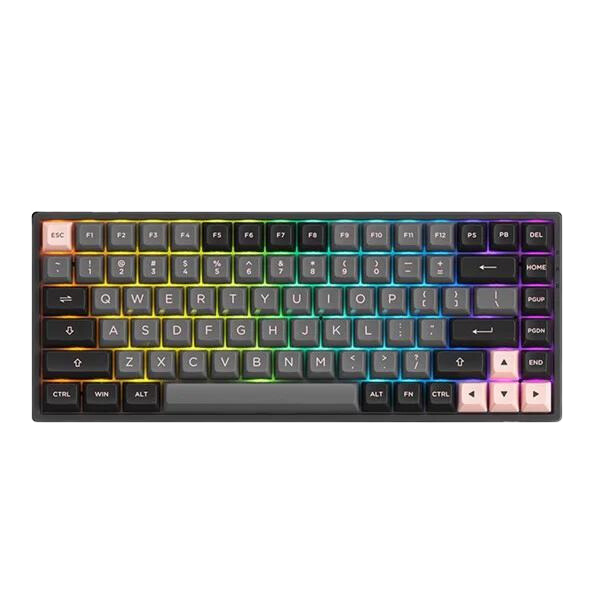 ESC F1 F2 F3 F4 F5 F6 F7 F8 F9 F10 F11 F12 PS PB DEL
~ ` ! 1 @ 2 # 3 $ 4 % 5 ^ 6 & 7 * 8 ( 9 ) 0 _ - + = ← HOME
⇌ Q W E R T Y U I O P { [ } ] | \ PGUP
⇩ A S D F G H J K L : ; " ' ↵ PGDN
⇧ Z X C V B N M < , > . ? / ⇧ ▲ END
CTRL WIN ALT ALT FN CTRL ◀ ▼ ▶